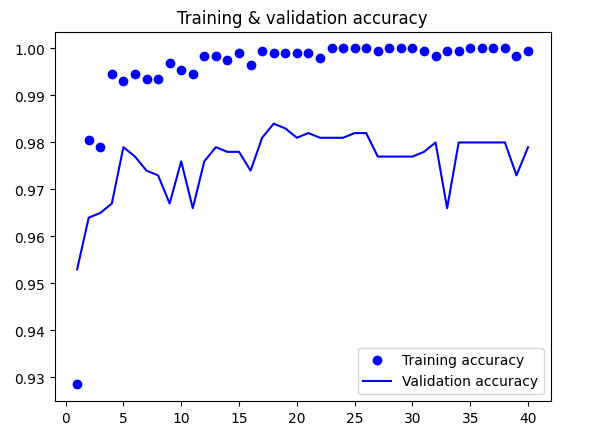 Training & validation accuracy
1.00
0.99
0.98
0.97
0.96
0.95
0.94
0.93
Training accuracy
Validation accuracy
0 5 10 15 20 25 30 35 40